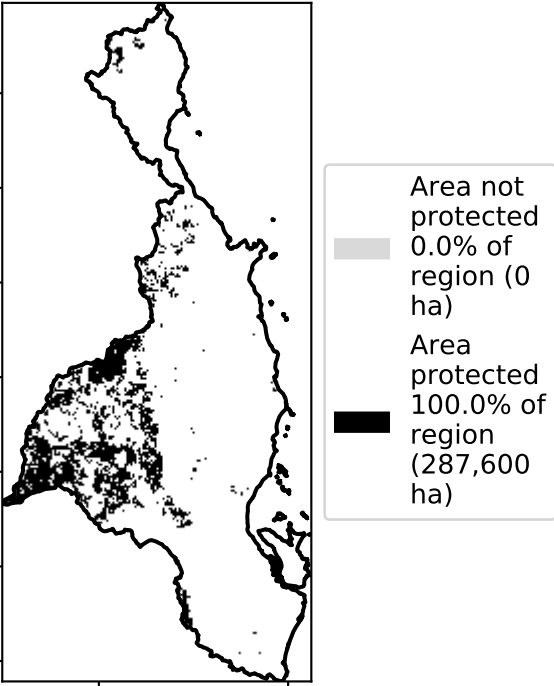 Area not
protected
0.0% of
region (0
ha)
Area
protected
100.0% of
region
(287,600
ha)